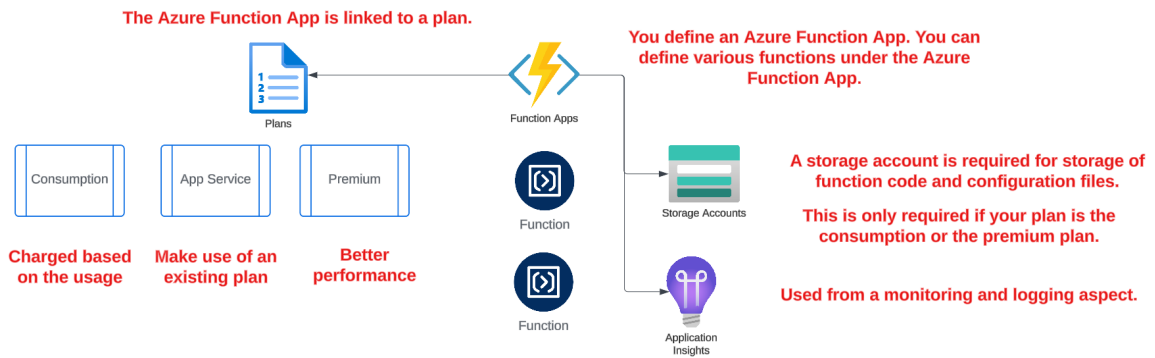 The Azure Function App is linked to a plan.
You define an Azure Function App. You can
define various functions under the Azure
Function App.
1
2
3
Plans
Function Apps
Consumption
App Service
Premium
Charged based
on the usage
Make use of an
existing plan
Better
performance
Function
Function
Storage Accounts
A storage account is required for storage of
function code and configuration files.
This is only required if your plan is the
consumption or the premium plan.
Application
Insights
Used from a monitoring and logging aspect.